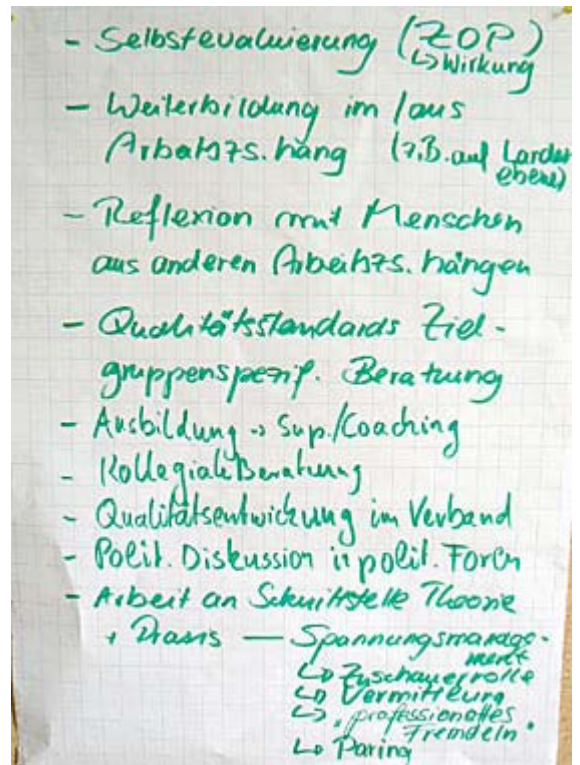 - Selbstevaluierung (ZOP)
↳ Wirkung
- Weiterbildung im/aus
Arbeitszs.hang (z.B. auf Länder
ebene)
- Reflexion mit Menschen
aus anderen Arbeitszs.hängen
- Qualitätsstandards Ziel-
gruppenspezif. Beratung
- Ausbildung → Sup./Coaching
- Kollegiale Beratung
- Qualitätsentwicklung im Verband
- Polit. Diskussion in polit. Foren
- Arbeit an Schnittstelle Theorie
+ Praxis — Spannungsmanage-
ment
↳ Zuschauerrolle
↳ Vermittlung
↳ "professionelles
Fremdeln"
↳ Paring